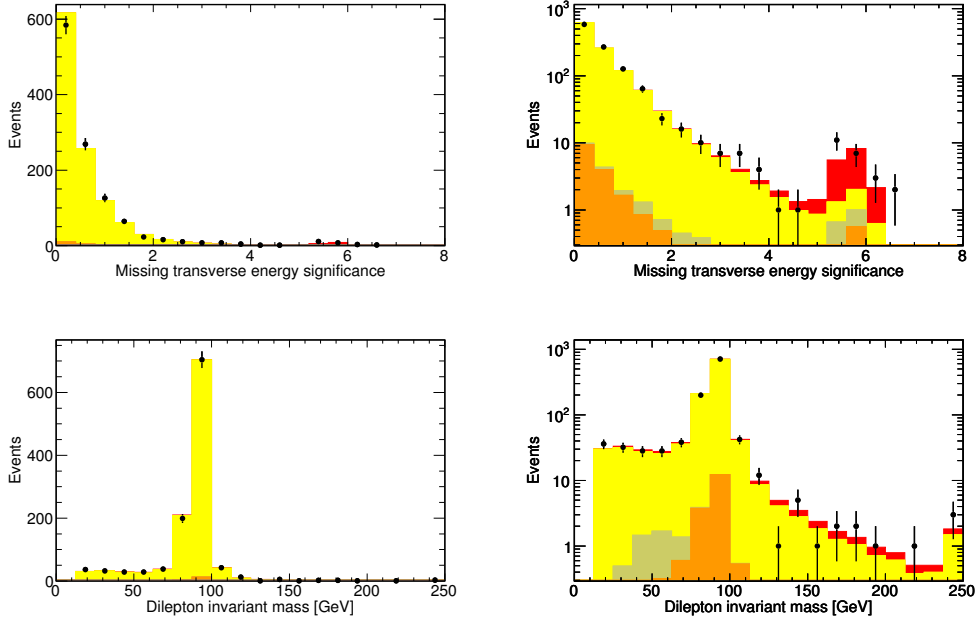 Events
600
400
200
0
0 2 4 6 8
Missing transverse energy significance
Events
10³
10²
10
1
0 2 4 6 8
Missing transverse energy significance
Events
600
400
200
0
0 50 100 150 200 250
Dilepton invariant mass [GeV]
Events
10³
10²
10
1
0 50 100 150 200 250
Dilepton invariant mass [GeV]